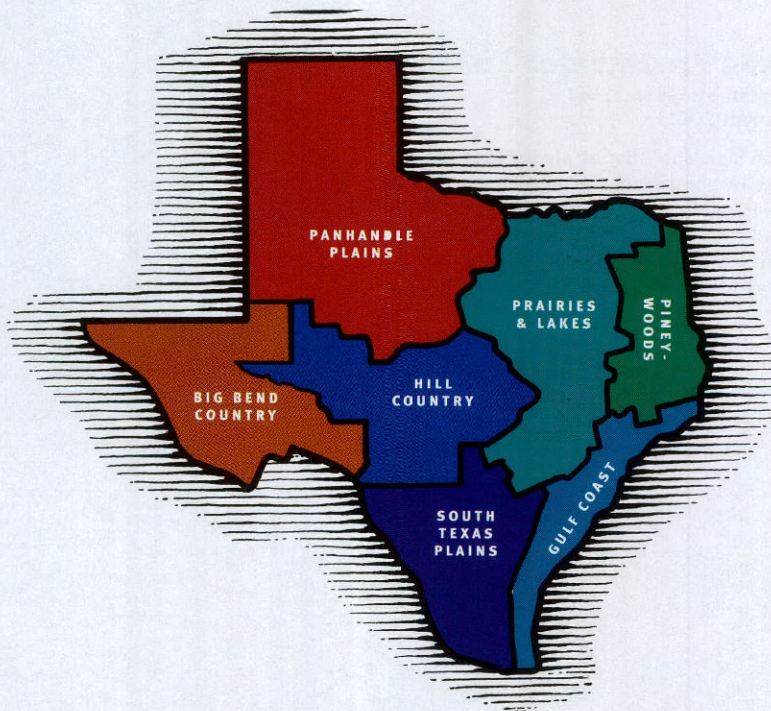 PANHANDLE
PLAINS
PRAIRIES
& LAKES
PINEY-
WOODS
HILL
COUNTRY
BIG BEND
COUNTRY
GULF COAST
SOUTH
TEXAS
PLAINS